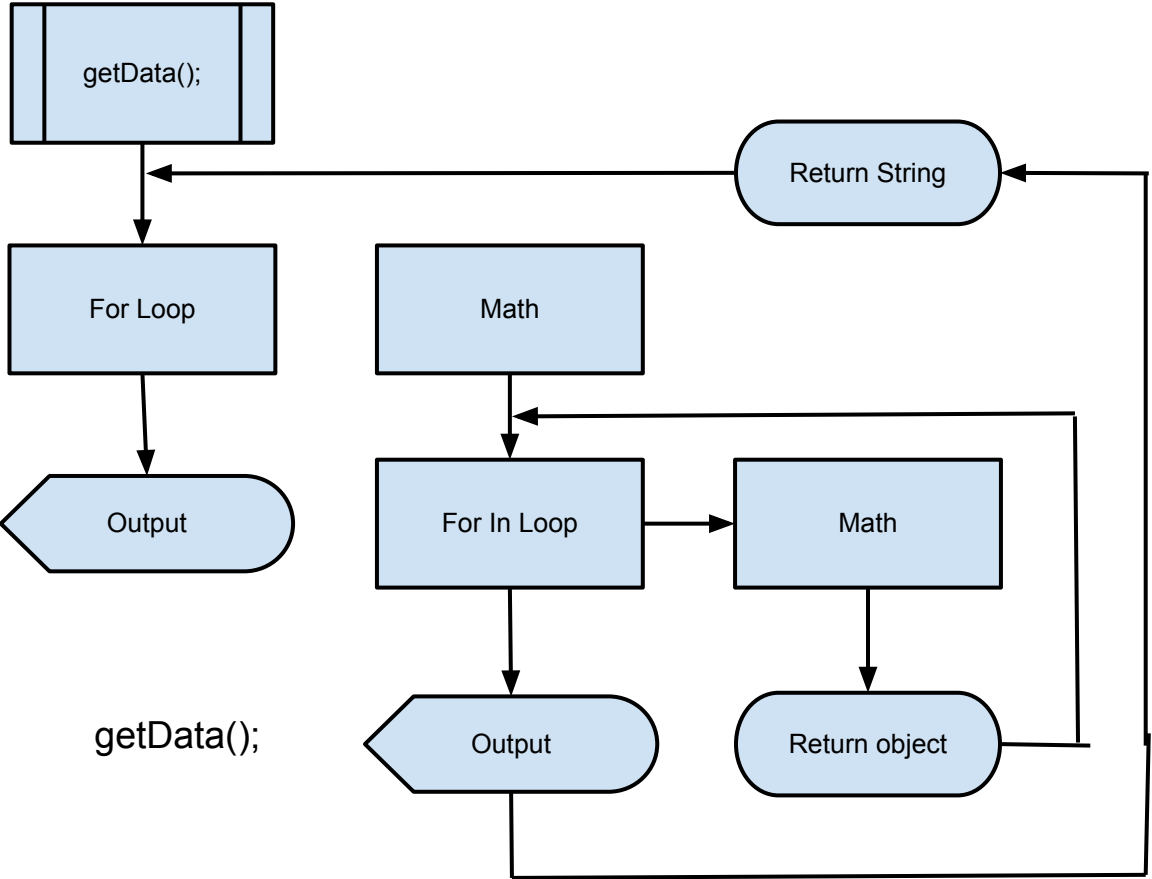 getData();
Return String
For Loop
Math
Output
For In Loop
Math
getData();
Output
Return object